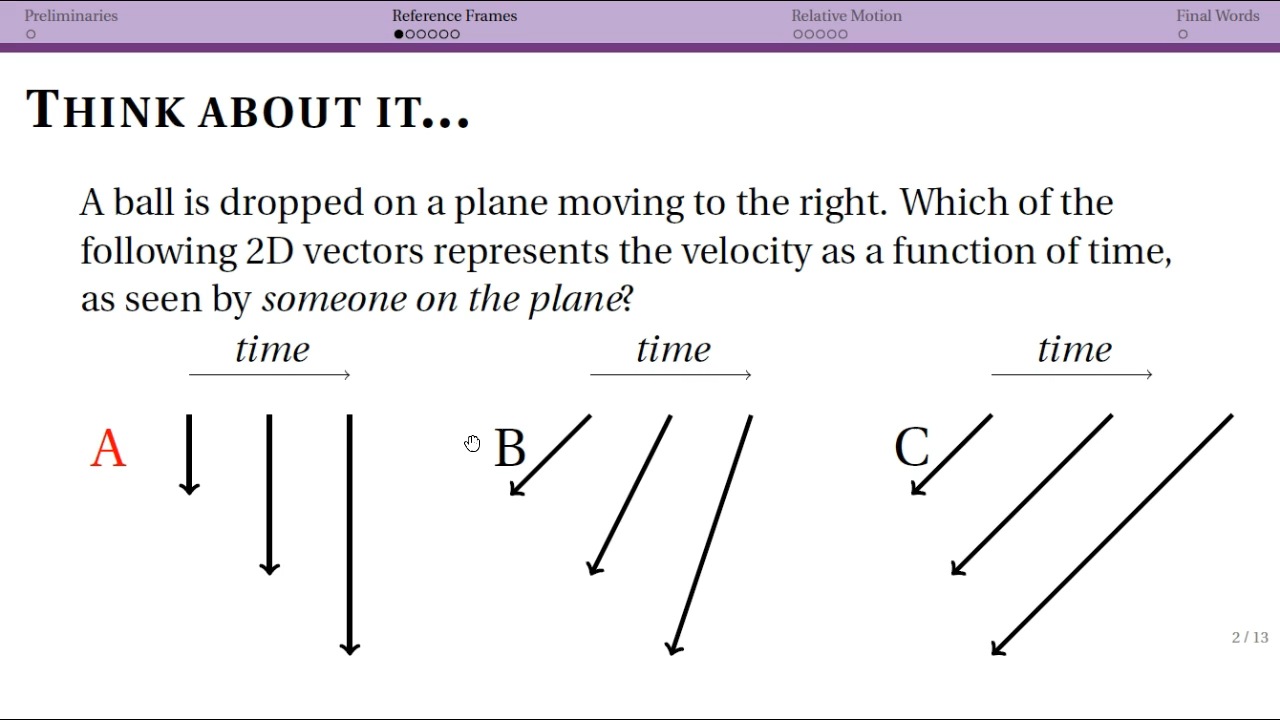 Preliminaries
Reference Frames
Relative Motion
Final Words
THINK ABOUT IT...
A ball is dropped on a plane moving to the right. Which of the
following 2D vectors represents the velocity as a function of time,
as seen by someone on the plane?
time
time
time
A
B
C
2 / 13